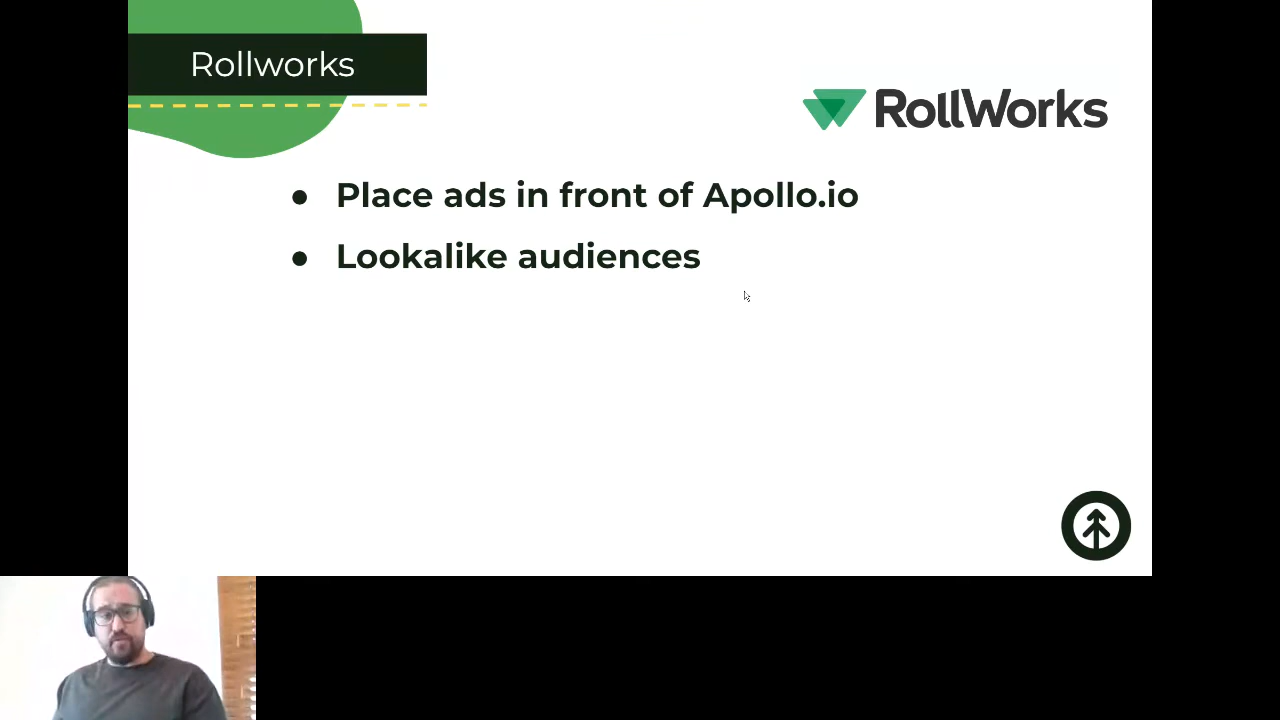 Rollworks
RollWorks
● Place ads in front of Apollo.io
● Lookalike audiences